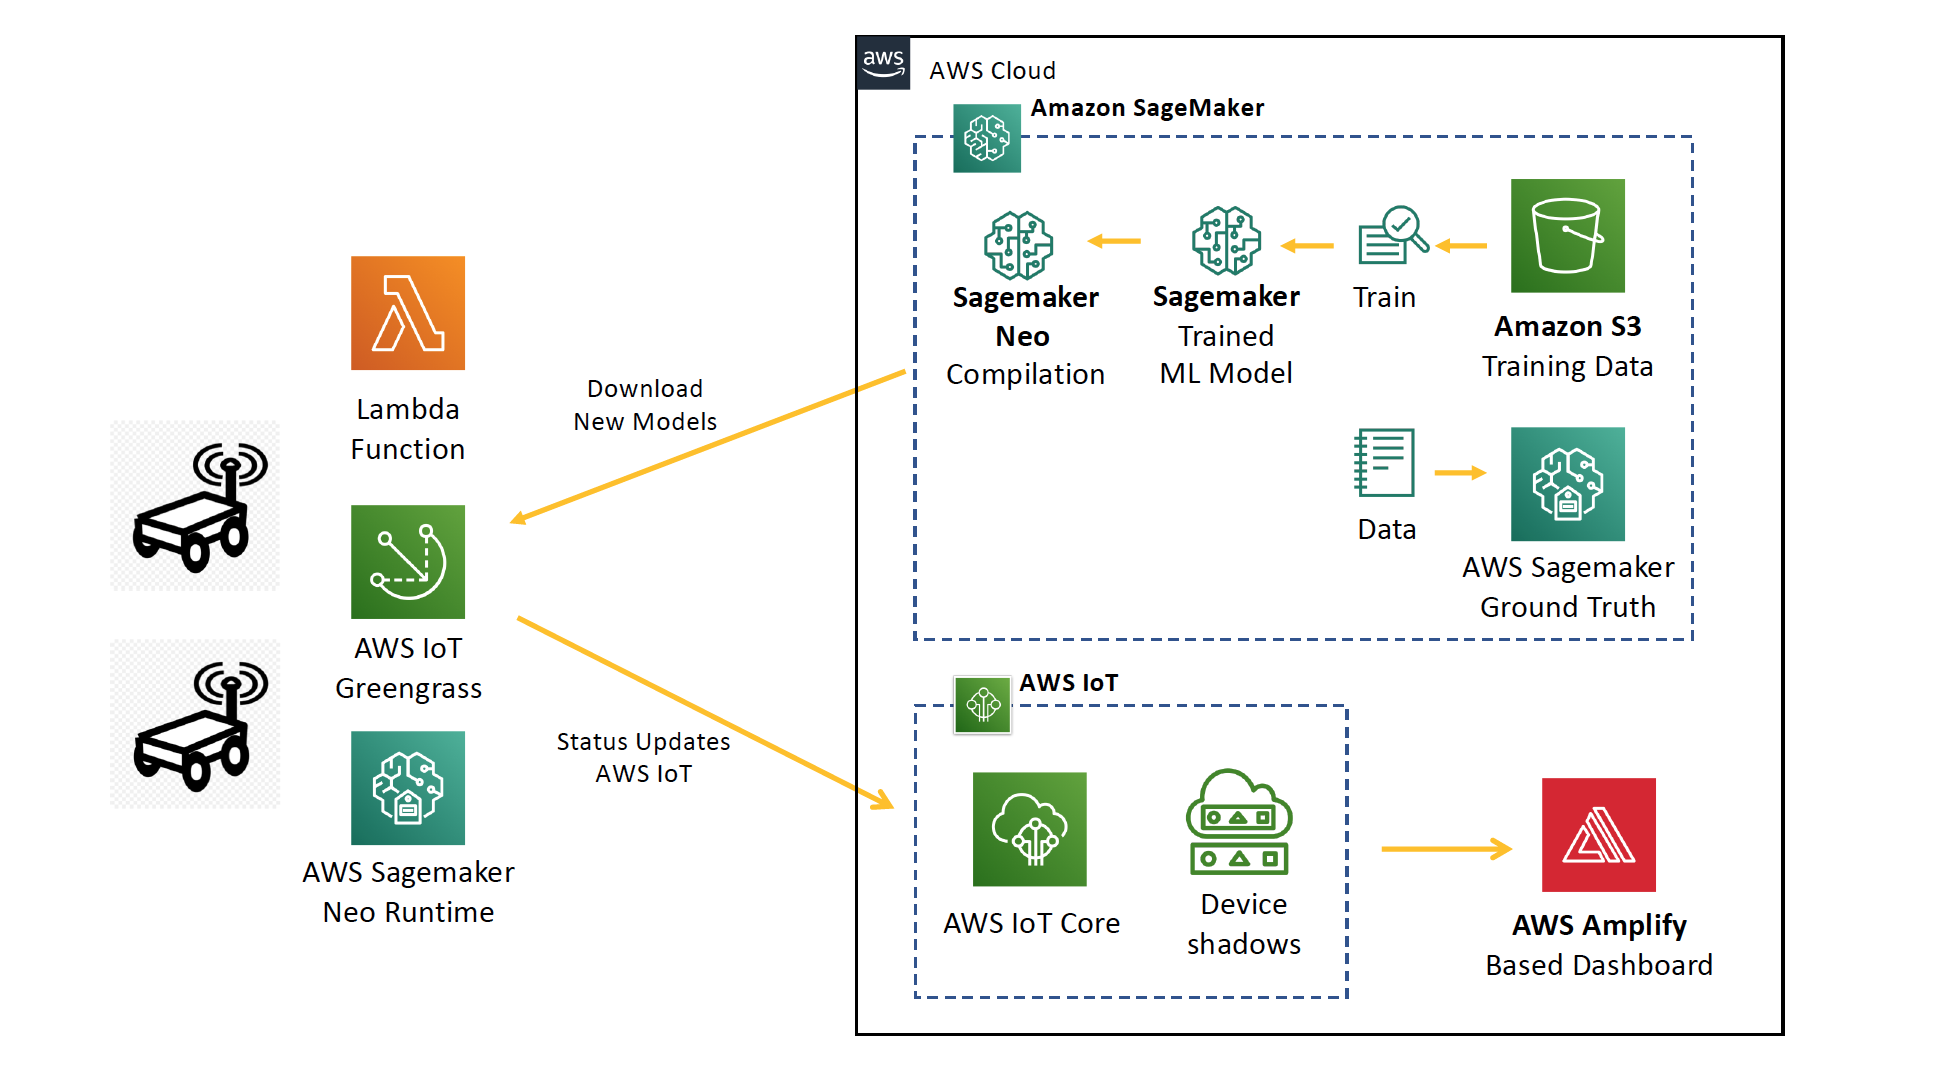 aws
AWS Cloud
Amazon SageMaker
Sagemaker
Neo
Compilation
Sagemaker
Trained
ML Model
Train
Amazon S3
Training Data
Data
AWS Sagemaker
Ground Truth
Lambda
Function
Download
New Models
AWS IoT
Greengrass
Status Updates
AWS IoT
AWS Sagemaker
Neo Runtime
AWS IoT
AWS IoT Core
Device
shadows
AWS Amplify
Based Dashboard